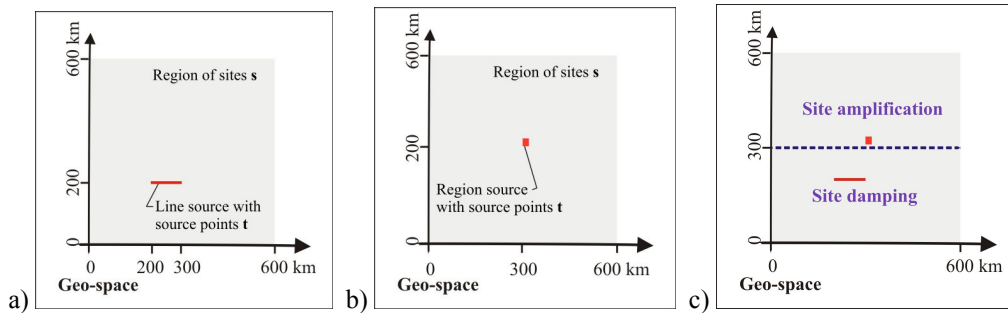 600 km
Region of sites s
200
Line source with
source points t
0
0 200 300 600 km
Geo-space
a)
600 km
Region of sites s
200
Region source
with source points t
0
0 300 600 km
Geo-space
b)
600 km
Site amplification
300
Site damping
0
0 600 km
Geo-space
c)